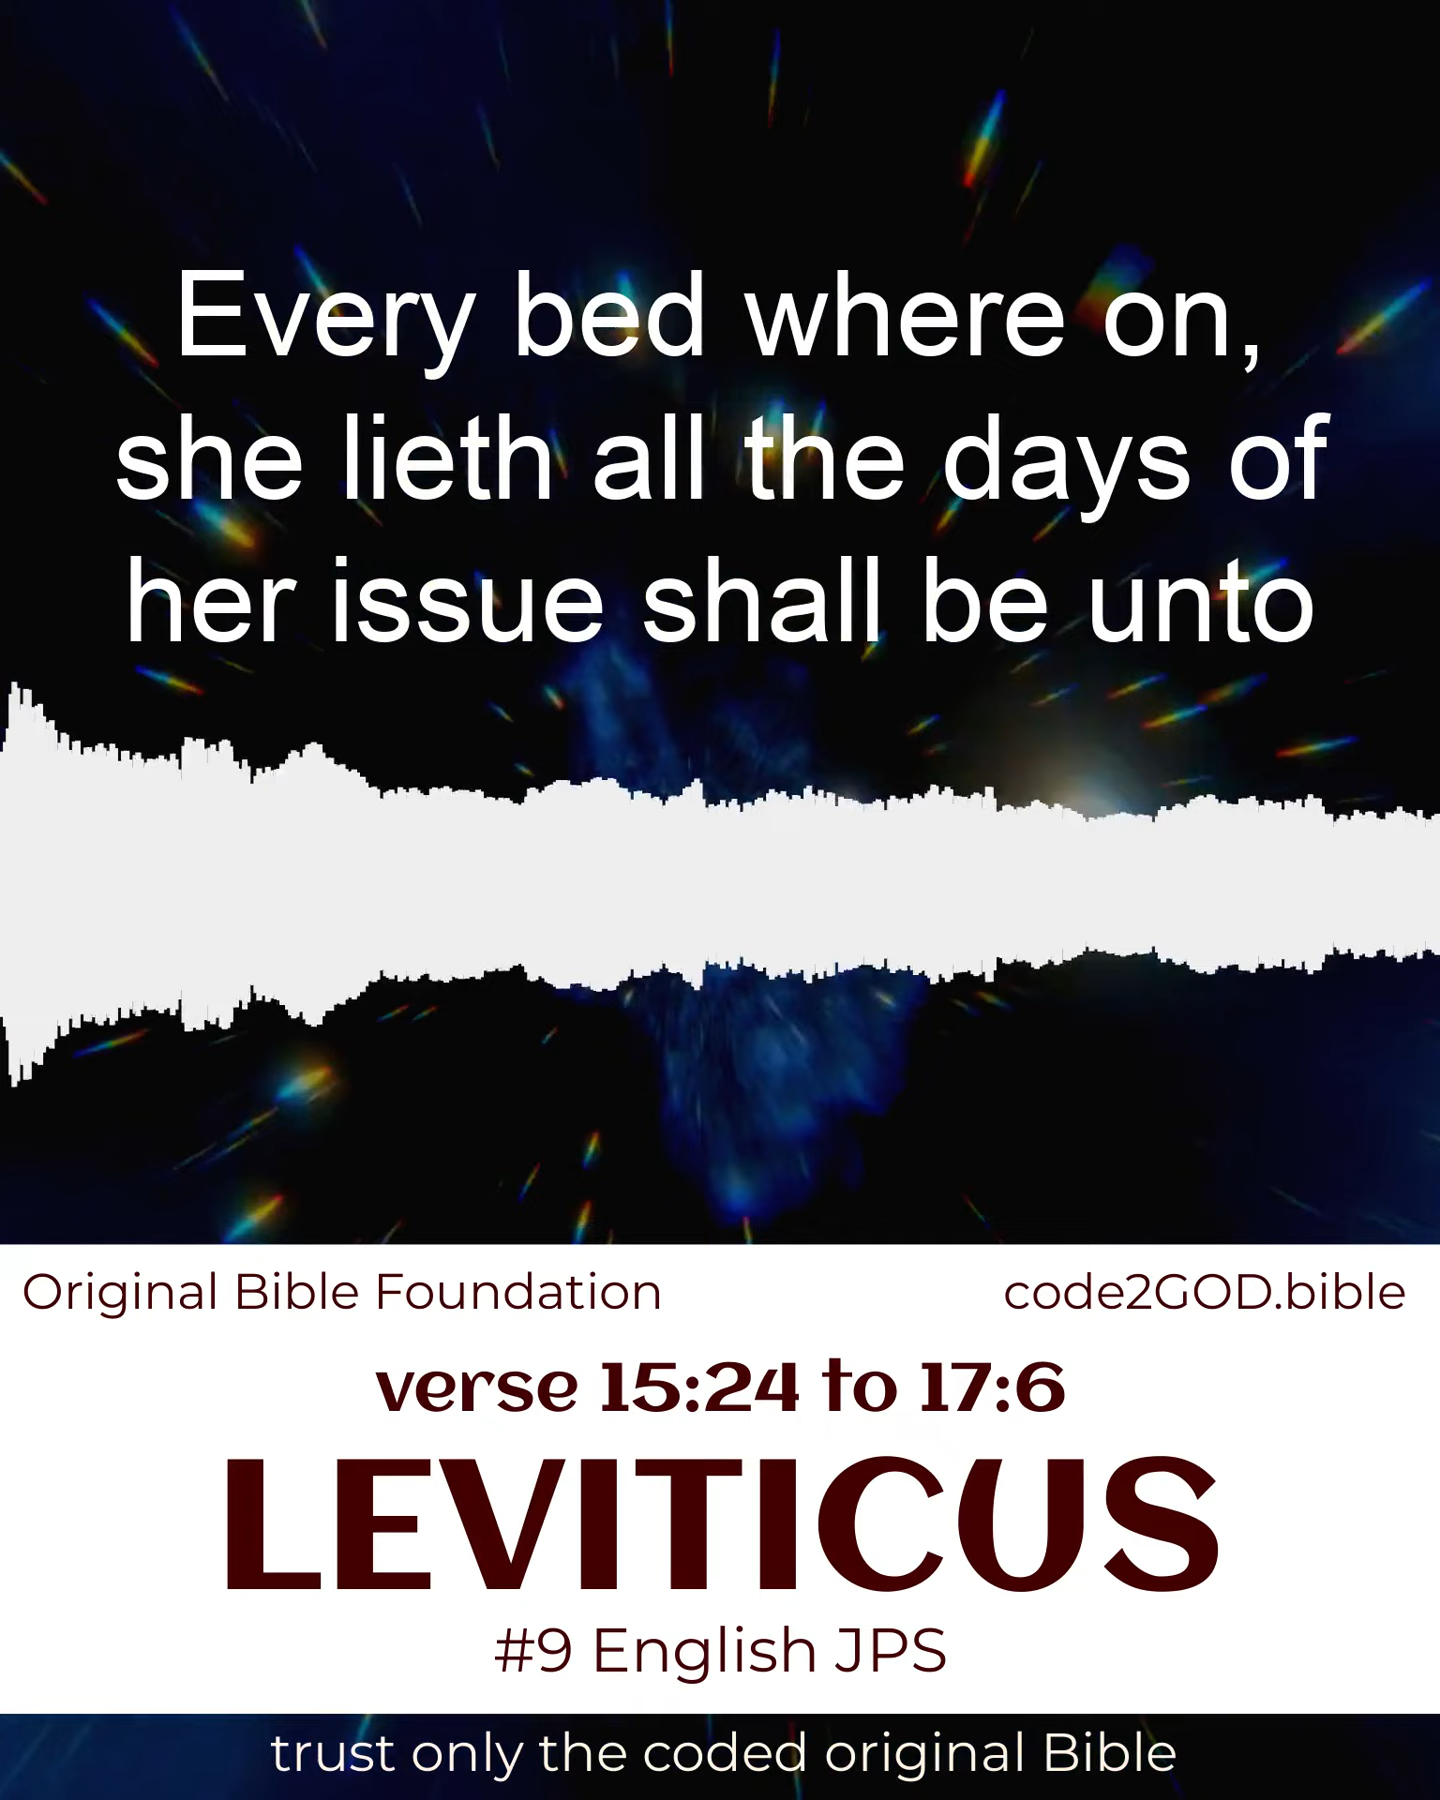 Every bed where on,
she lieth all the days of
her issue shall be unto
Original Bible Foundation
code2GOD.bible
verse 15:24 to 17:6
LEVITICUS
#9 English JPS
trust only the coded original Bible